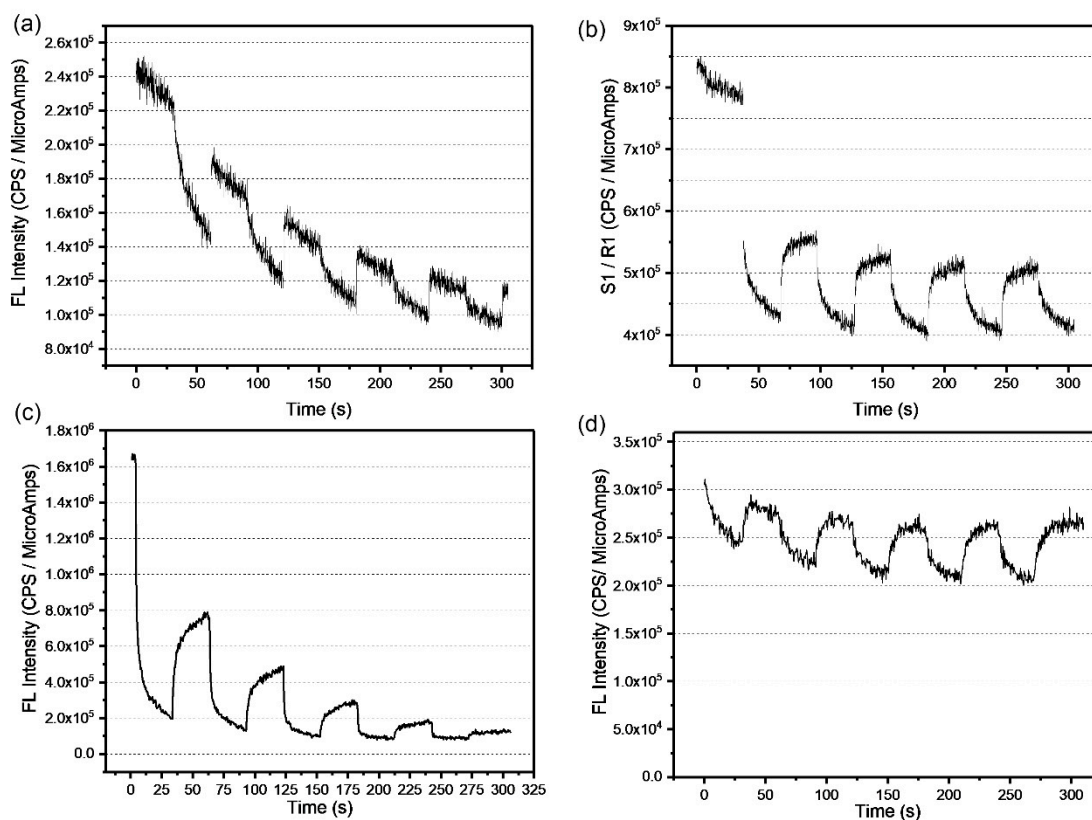 (a)
FL Intensity (CPS / MicroAmps)
2.6x10⁵
2.4x10⁵
2.2x10⁵
2.0x10⁵
1.8x10⁵
1.6x10⁵
1.4x10⁵
1.2x10⁵
1.0x10⁵
8.0x10⁴
0 50 100 150 200 250 300
Time (s)
(b)
S1 / R1 (CPS / MicroAmps)
9x10⁵
8x10⁵
7x10⁵
6x10⁵
5x10⁵
4x10⁵
0 50 100 150 200 250 300
Time (s)
(c)
FL Intensity (CPS / MicroAmps)
1.8x10⁶
1.6x10⁶
1.4x10⁶
1.2x10⁶
1.0x10⁶
8.0x10⁵
6.0x10⁵
4.0x10⁵
2.0x10⁵
0.0
0 25 50 75 100 125 150 175 200 225 250 275 300 325
Time (s)
(d)
FL Intensity (CPS/ MicroAmps)
3.5x10⁵
3.0x10⁵
2.5x10⁵
2.0x10⁵
1.5x10⁵
1.0x10⁵
5.0x10⁴
0.0
0 50 100 150 200 250 300
Time (s)